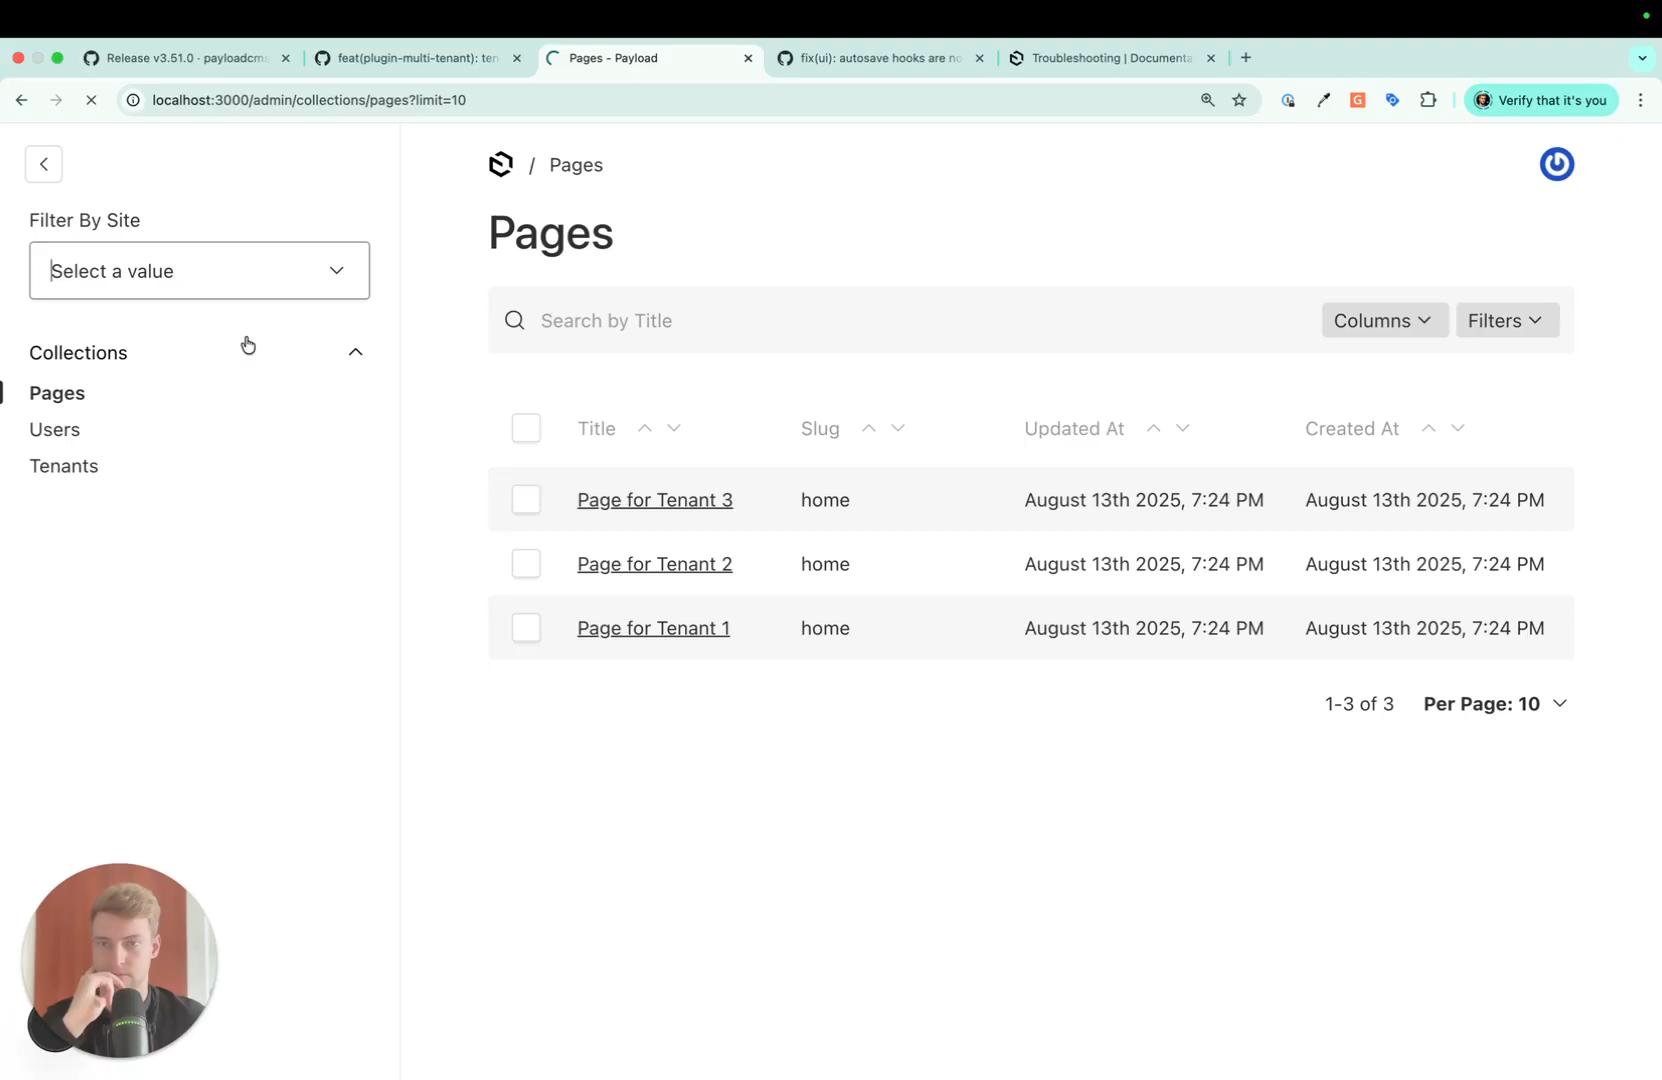 Release v3.51.0 · payloadcms
feat(plugin-multi-tenant): ten
Pages - Payload
fix(ui): autosave hooks are no
Troubleshooting | Documenta
localhost:3000/admin/collections/pages?limit=10
Verify that it's you
/ Pages
Filter By Site
Select a value
Collections
Pages
Users
Tenants
Pages
Search by Title
Columns
Filters
Title
Slug
Updated At
Created At
Page for Tenant 3
home
August 13th 2025, 7:24 PM
August 13th 2025, 7:24 PM
Page for Tenant 2
home
August 13th 2025, 7:24 PM
August 13th 2025, 7:24 PM
Page for Tenant 1
home
August 13th 2025, 7:24 PM
August 13th 2025, 7:24 PM
1-3 of 3
Per Page: 10